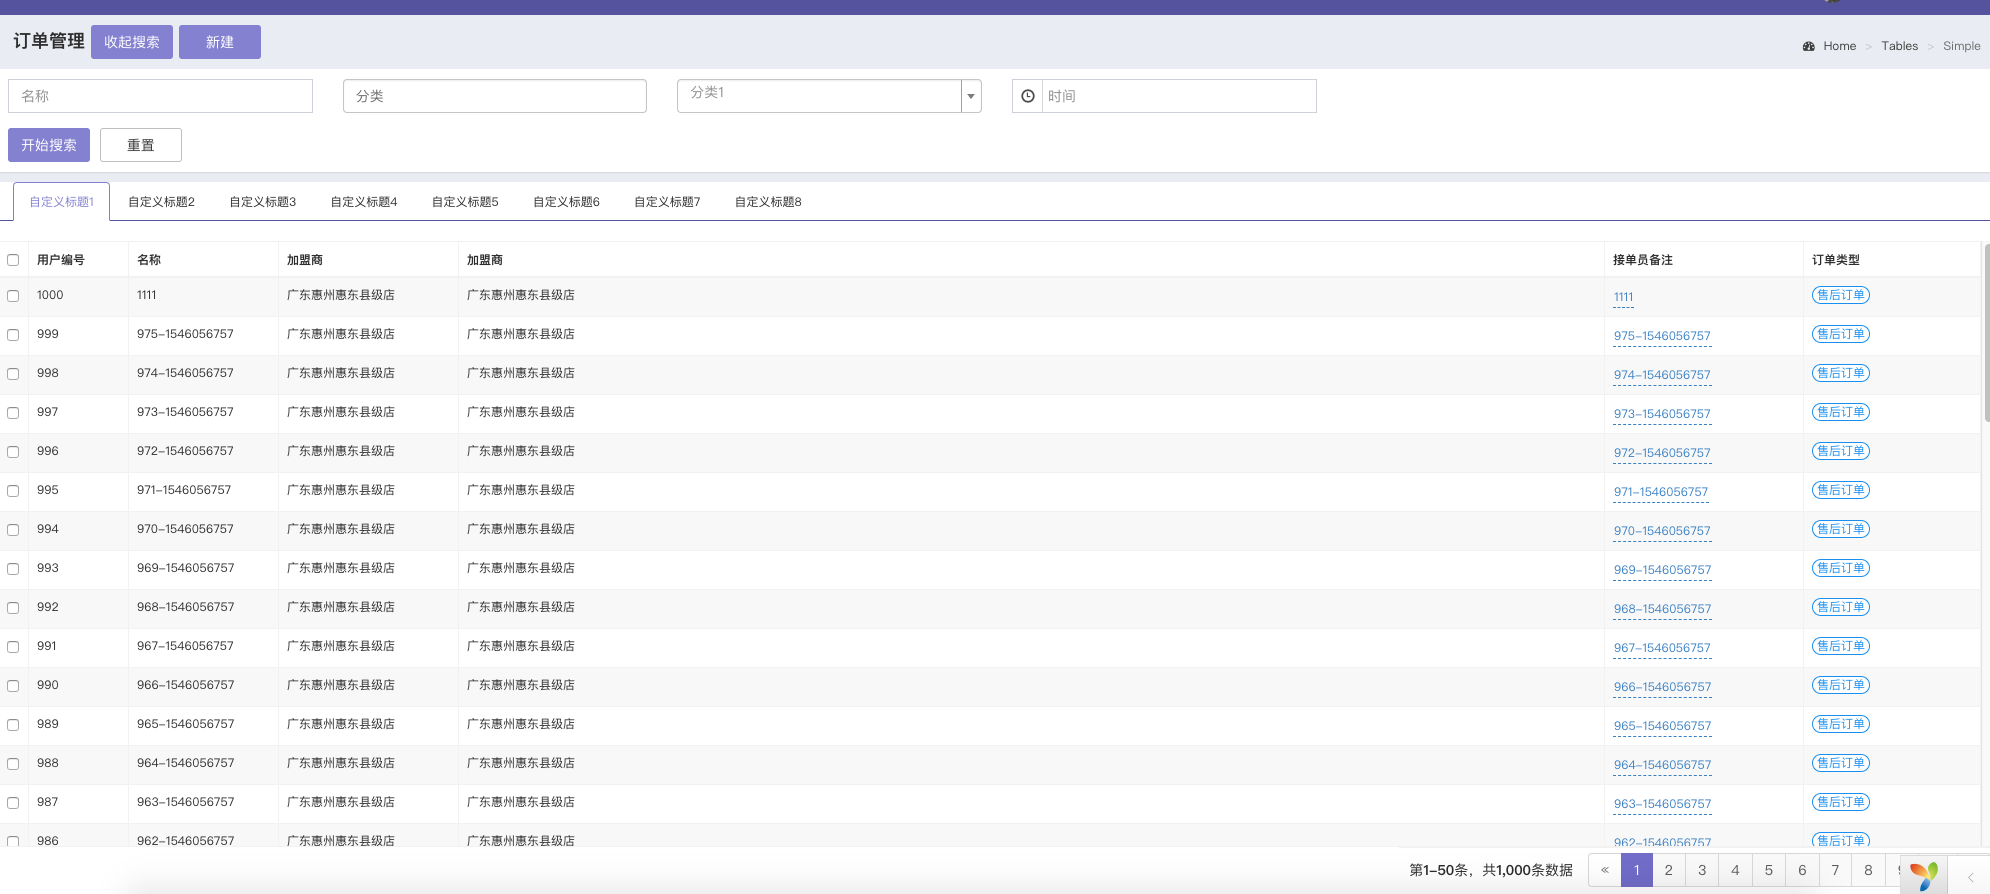 订单管理 收起搜索 新建
Home > Tables > Simple
名称 分类 分类1 时间
开始搜索 重置
自定义标题1 自定义标题2 自定义标题3 自定义标题4 自定义标题5 自定义标题6 自定义标题7 自定义标题8
用户编号 名称 加盟商 加盟商 接单员备注 订单类型
1000 1111 广东惠州惠东县级店 广东惠州惠东县级店 1111 售后订单
999 975-1546056757 广东惠州惠东县级店 广东惠州惠东县级店 975-1546056757 售后订单
998 974-1546056757 广东惠州惠东县级店 广东惠州惠东县级店 974-1546056757 售后订单
997 973-1546056757 广东惠州惠东县级店 广东惠州惠东县级店 973-1546056757 售后订单
996 972-1546056757 广东惠州惠东县级店 广东惠州惠东县级店 972-1546056757 售后订单
995 971-1546056757 广东惠州惠东县级店 广东惠州惠东县级店 971-1546056757 售后订单
994 970-1546056757 广东惠州惠东县级店 广东惠州惠东县级店 970-1546056757 售后订单
993 969-1546056757 广东惠州惠东县级店 广东惠州惠东县级店 969-1546056757 售后订单
992 968-1546056757 广东惠州惠东县级店 广东惠州惠东县级店 968-1546056757 售后订单
991 967-1546056757 广东惠州惠东县级店 广东惠州惠东县级店 967-1546056757 售后订单
990 966-1546056757 广东惠州惠东县级店 广东惠州惠东县级店 966-1546056757 售后订单
989 965-1546056757 广东惠州惠东县级店 广东惠州惠东县级店 965-1546056757 售后订单
988 964-1546056757 广东惠州惠东县级店 广东惠州惠东县级店 964-1546056757 售后订单
987 963-1546056757 广东惠州惠东县级店 广东惠州惠东县级店 963-1546056757 售后订单
986 962-1546056757 广东惠州惠东县级店 广东惠州惠东县级店 962-1546056757 售后订单
第1-50条，共1,000条数据 « 1 2 3 4 5 6 7 8